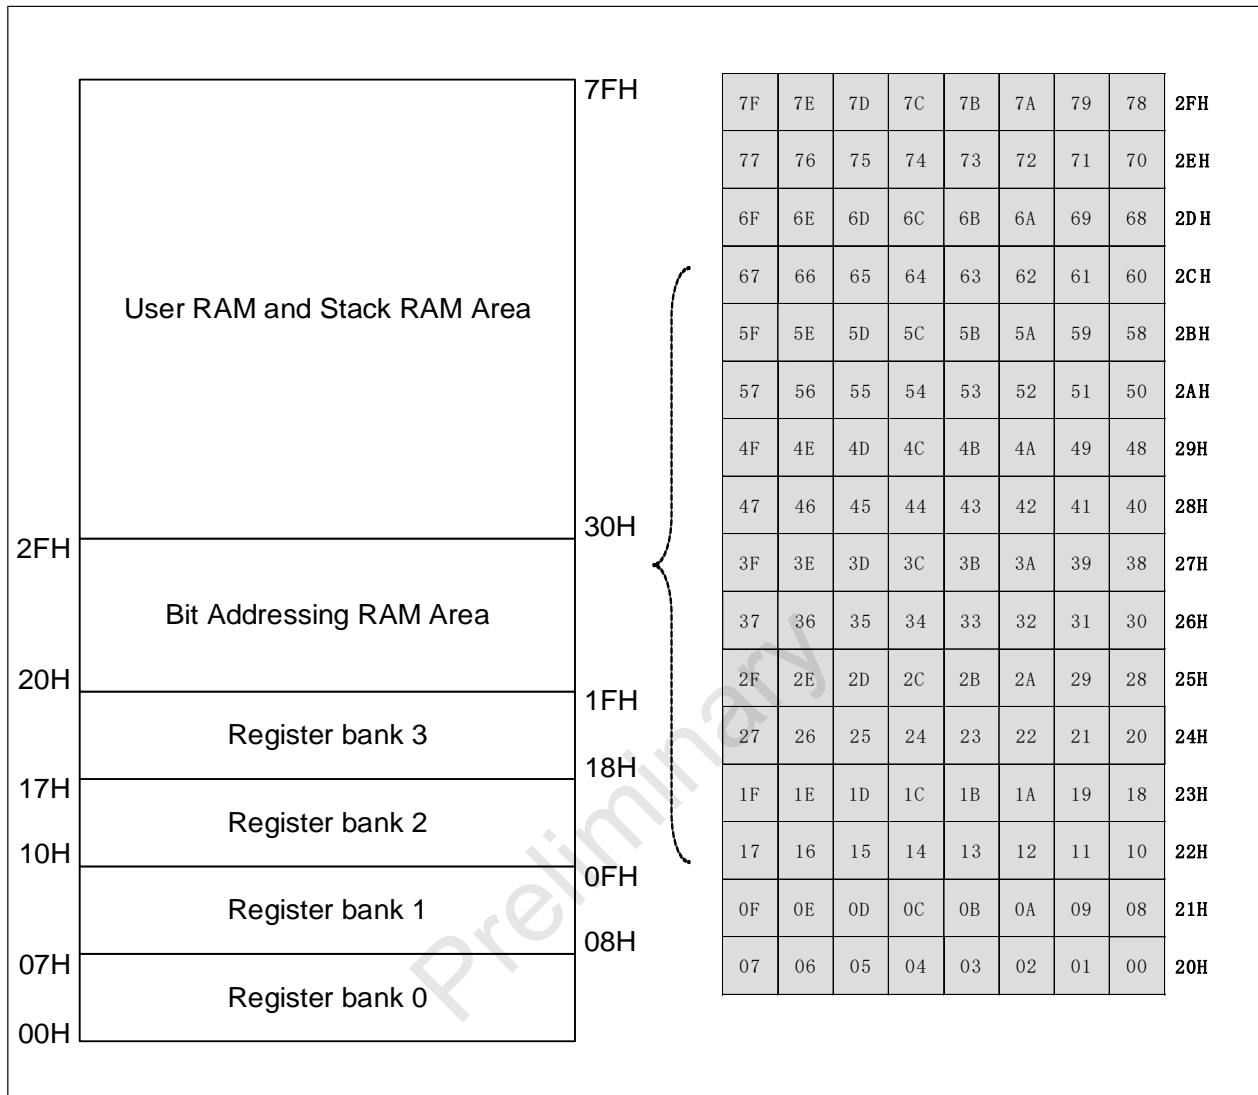 7FH
User RAM and Stack RAM Area
30H
2FH
Bit Addressing RAM Area
20H
1FH
Register bank 3
18H
17H
Register bank 2
10H
0FH
Register bank 1
08H
07H
Register bank 0
00H
7F 7E 7D 7C 7B 7A 79 78 2FH
77 76 75 74 73 72 71 70 2EH
6F 6E 6D 6C 6B 6A 69 68 2DH
67 66 65 64 63 62 61 60 2CH
5F 5E 5D 5C 5B 5A 59 58 2BH
57 56 55 54 53 52 51 50 2AH
4F 4E 4D 4C 4B 4A 49 48 29H
47 46 45 44 43 42 41 40 28H
3F 3E 3D 3C 3B 3A 39 38 27H
37 36 35 34 33 32 31 30 26H
2F 2E 2D 2C 2B 2A 29 28 25H
27 26 25 24 23 22 21 20 24H
1F 1E 1D 1C 1B 1A 19 18 23H
17 16 15 14 13 12 11 10 22H
0F 0E 0D 0C 0B 0A 09 08 21H
07 06 05 04 03 02 01 00 20H
Preliminary